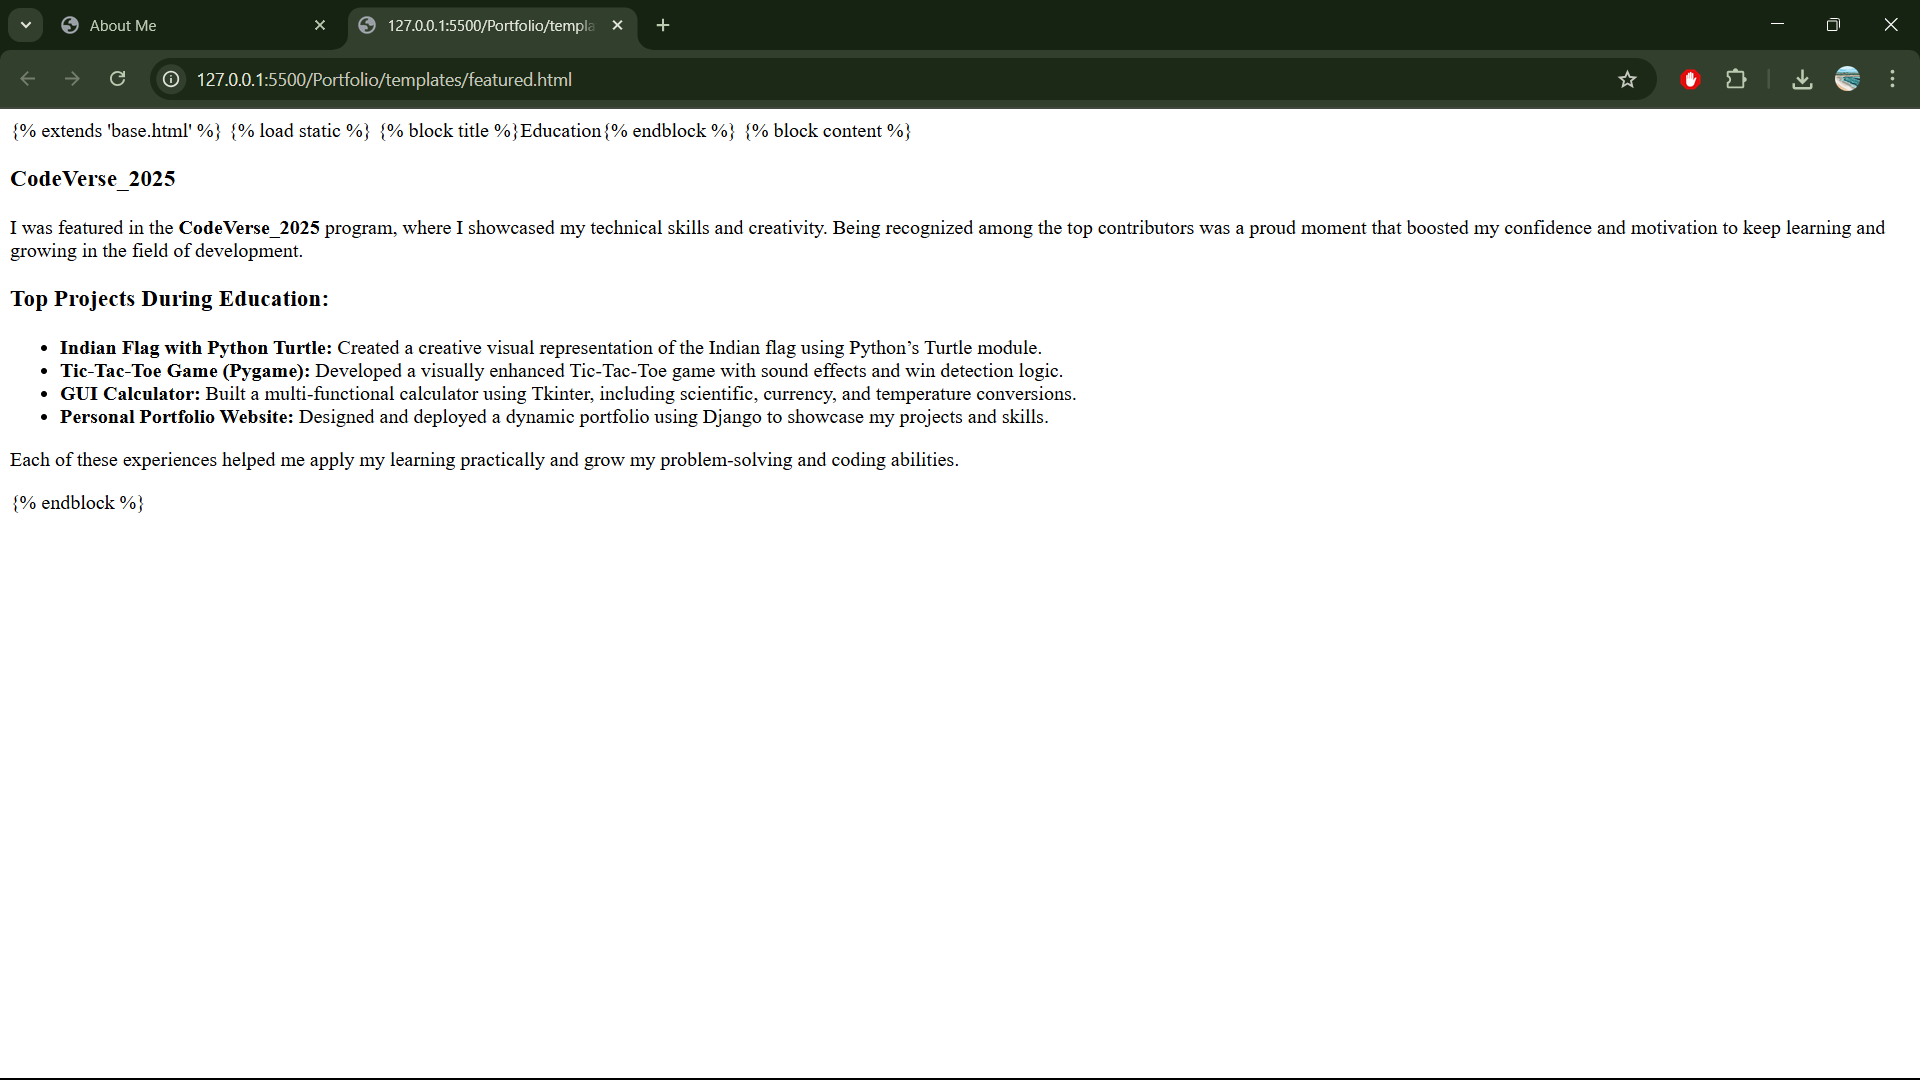 About Me
127.0.0.1:5500/Portfolio/templa
127.0.0.1:5500/Portfolio/templates/featured.html
{% extends 'base.html' %} {% load static %} {% block title %}Education{% endblock %} {% block content %}
CodeVerse_2025
I was featured in the CodeVerse_2025 program, where I showcased my technical skills and creativity. Being recognized among the top contributors was a proud moment that boosted my confidence and motivation to keep learning and
growing in the field of development.
Top Projects During Education:
• Indian Flag with Python Turtle: Created a creative visual representation of the Indian flag using Python’s Turtle module.
• Tic-Tac-Toe Game (Pygame): Developed a visually enhanced Tic-Tac-Toe game with sound effects and win detection logic.
• GUI Calculator: Built a multi-functional calculator using Tkinter, including scientific, currency, and temperature conversions.
• Personal Portfolio Website: Designed and deployed a dynamic portfolio using Django to showcase my projects and skills.
Each of these experiences helped me apply my learning practically and grow my problem-solving and coding abilities.
{% endblock %}